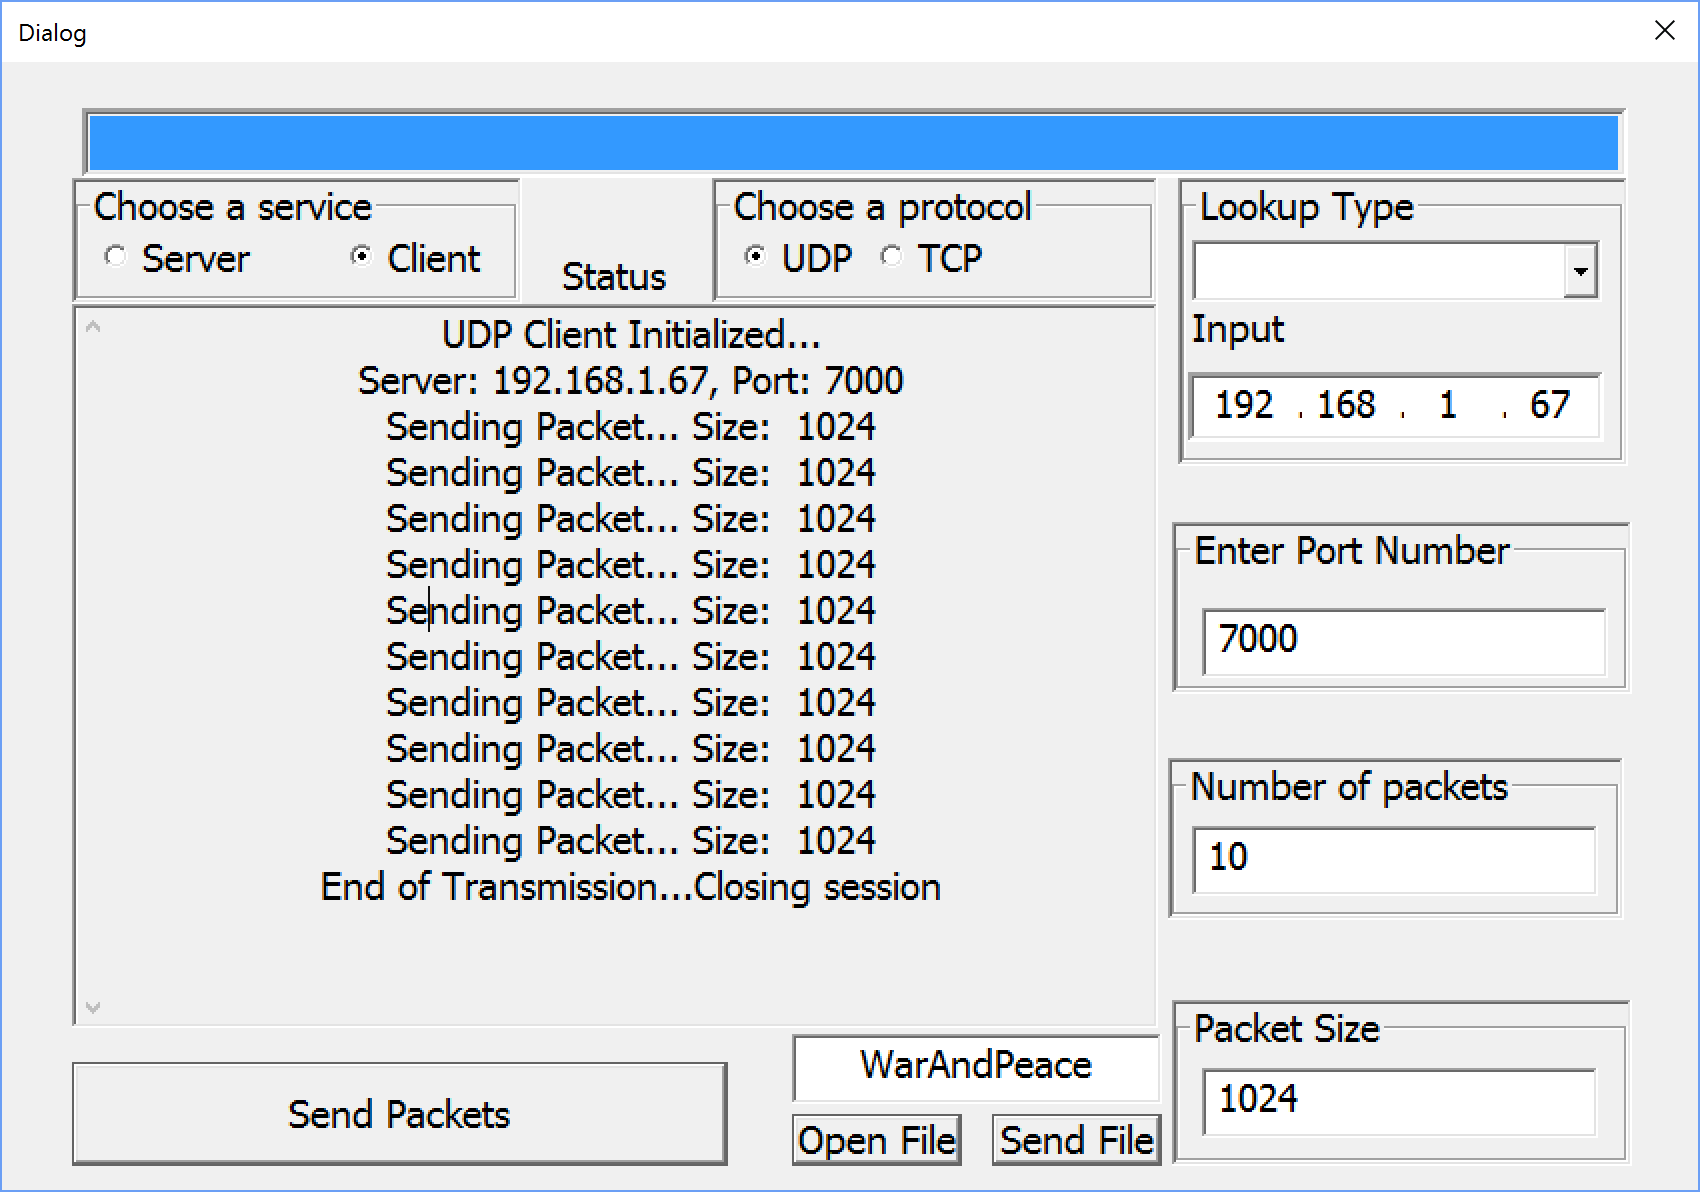 Dialog
Choose a service
Server Client
Status
Choose a protocol
UDP TCP
Lookup Type
Input
192 . 168 . 1 . 67
UDP Client Initialized...
Server: 192.168.1.67, Port: 7000
Sending Packet... Size: 1024
Sending Packet... Size: 1024
Sending Packet... Size: 1024
Sending Packet... Size: 1024
Sending Packet... Size: 1024
Sending Packet... Size: 1024
Sending Packet... Size: 1024
Sending Packet... Size: 1024
Sending Packet... Size: 1024
Sending Packet... Size: 1024
End of Transmission...Closing session
Enter Port Number
7000
Number of packets
10
Packet Size
1024
Send Packets
WarAndPeace
Open File
Send File